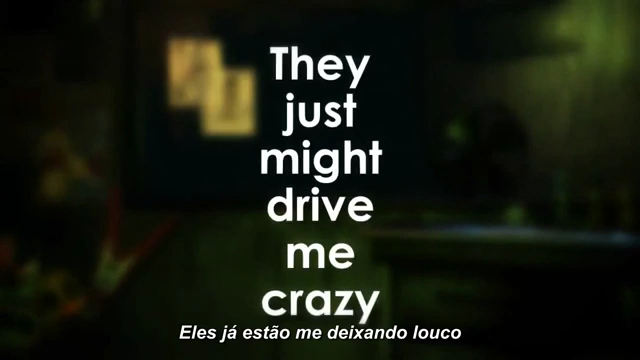 They
just
might
drive
me
crazy
Eles já estão me deixando louco